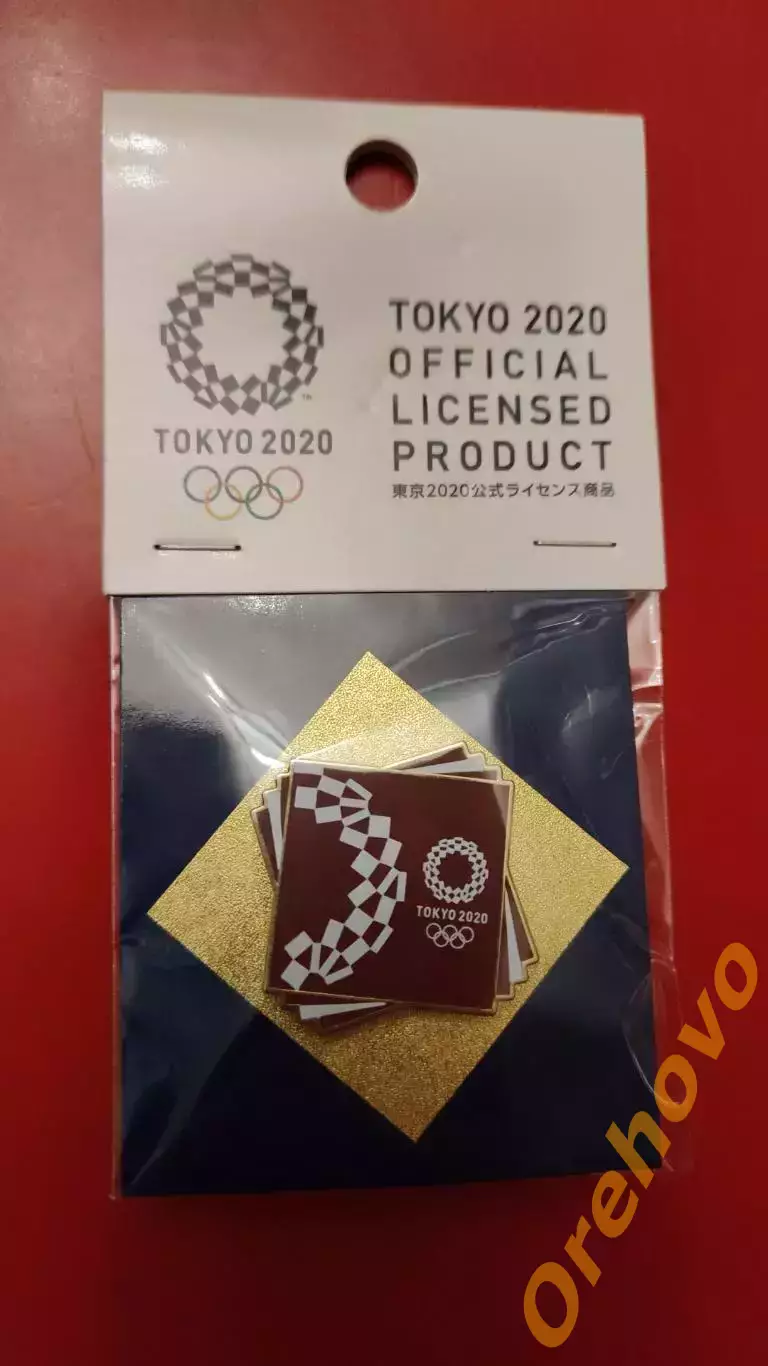 TOKYO 2020
OFFICIAL
LICENSED
PRODUCT
東京2020公式ライセンス商品
TM
TOKYO 2020
TOKYO 2020
Orehovo